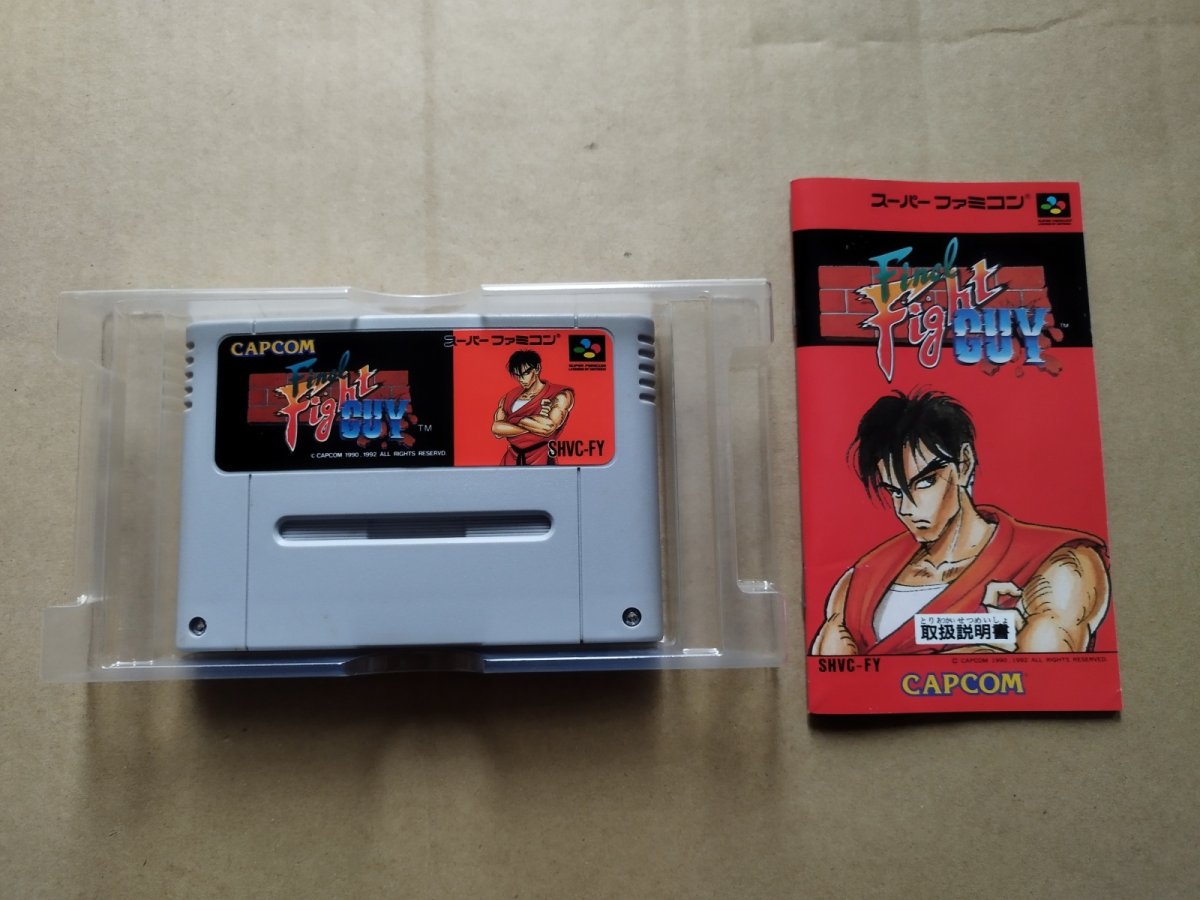 CAPCOM
Final
Fight
GUY ™
© CAPCOM 1990, 1992 ALL RIGHTS RESERVD.
スーパーファミコン®
SUPER FAMICOM
SHVC-FY
スーパーファミコン®
SUPER FAMICOM
Final
Fight
GUY ™
とりあつかいせつめいしょ
取扱説明書
SHVC-FY
© CAPCOM 1990, 1992 ALL RIGHTS RESERVED.
CAPCOM